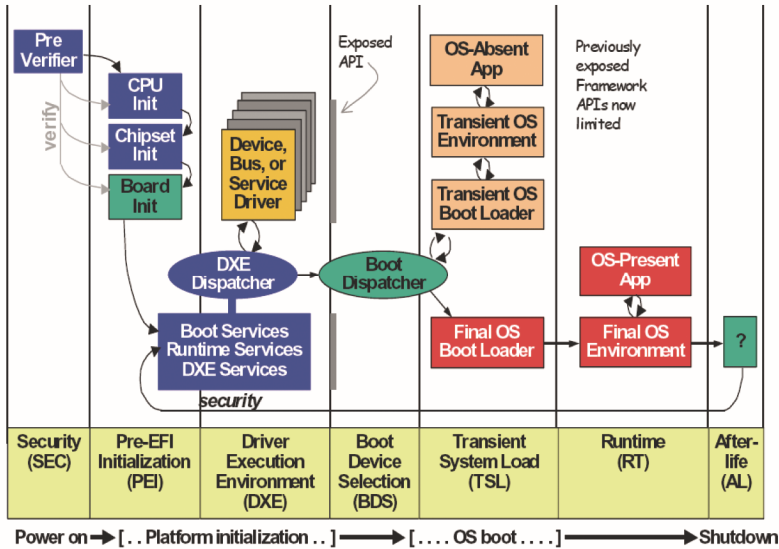 Pre
Verifier
verify
CPU
Init
Chipset
Init
Board
Init
Device,
Bus, or
Service
Driver
DXE
Dispatcher
Boot Services
Runtime Services
DXE Services
security
Exposed
API
Boot
Dispatcher
OS-Absent
App
Transient OS
Environment
Transient OS
Boot Loader
Final OS
Boot Loader
Previously
exposed
Framework
APIs now
limited
OS-Present
App
Final OS
Environment
?
Security
(SEC)
Pre-EFI
Initialization
(PEI)
Driver
Execution
Environment
(DXE)
Boot
Device
Selection
(BDS)
Transient
System Load
(TSL)
Runtime
(RT)
After-
life
(AL)
Power on [ . . Platform initialization . . ] [ . . . . OS boot . . . . ] Shutdown